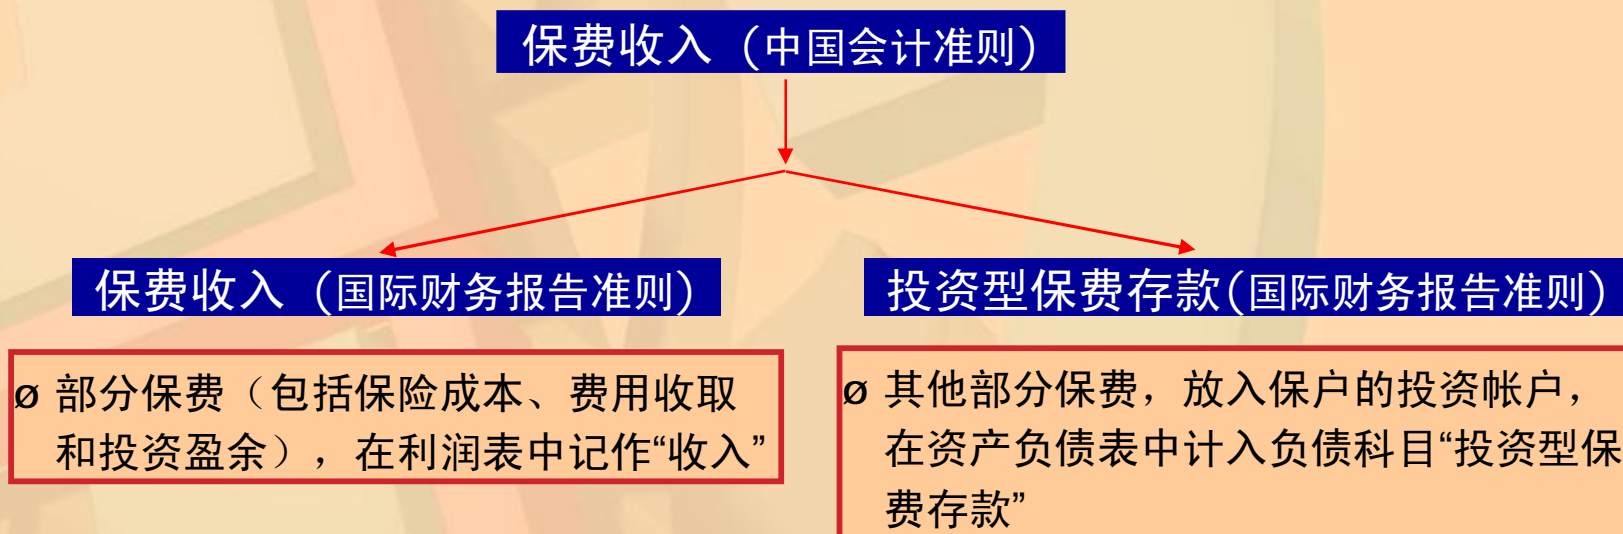 保费收入（中国会计准则）
保费收入（国际财务报告准则）
投资型保费存款（国际财务报告准则）
ø 部分保费（包括保险成本、费用收取
和投资盈余），在利润表中记作“收入”
ø 其他部分保费，放入保户的投资帐户，
在资产负债表中计入负债科目“投资型保
费存款”